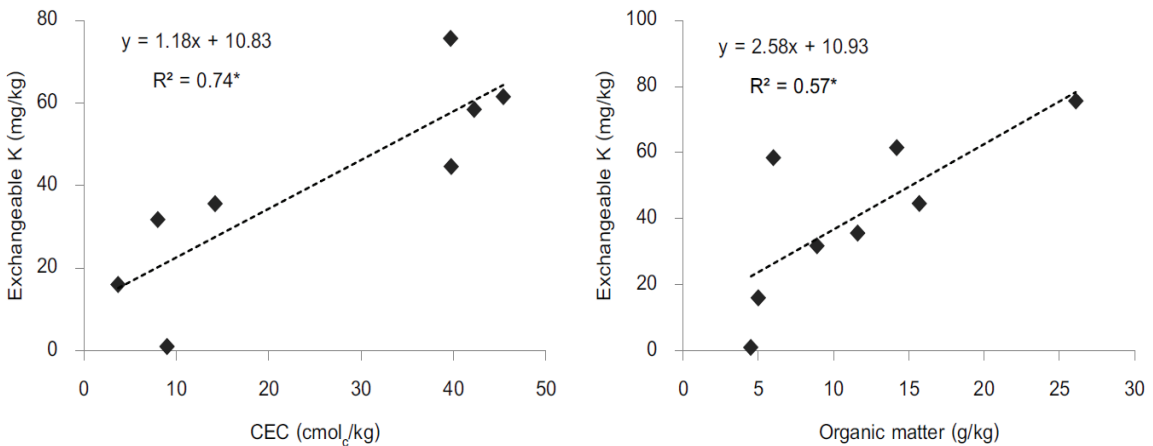 y = 1.18x + 10.83
R² = 0.74*
Exchangeable K (mg/kg)
80
60
40
20
0
0 10 20 30 40 50
CEC (cmolc/kg)
y = 2.58x + 10.93
R² = 0.57*
Exchangeable K (mg/kg)
100
80
60
40
20
0
0 5 10 15 20 25 30
Organic matter (g/kg)